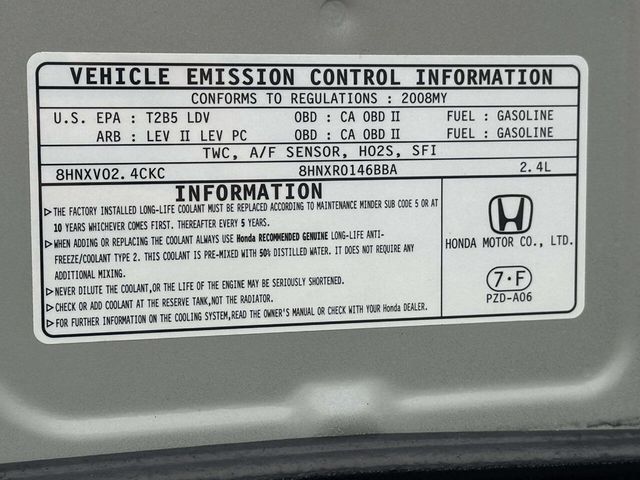 VEHICLE EMISSION CONTROL INFORMATION
CONFORMS TO REGULATIONS : 2008MY
U.S. EPA : T2B5 LDV OBD : CA OBD II FUEL : GASOLINE
ARB : LEV II LEV PC OBD : CA OBD II FUEL : GASOLINE
TWC, A/F SENSOR, HO2S, SFI
8HNXV02.4CKC 8HNXR0146BBA 2.4L
INFORMATION
▷THE FACTORY INSTALLED LONG-LIFE COOLANT MUST BE REPLACED ACCORDING TO MAINTENANCE MINDER SUB CODE 5 OR AT
10 YEARS WHICHEVER COMES FIRST. THEREAFTER EVERY 5 YEARS.
▷WHEN ADDING OR REPLACING THE COOLANT ALWAYS USE Honda RECOMMENDED GENUINE LONG-LIFE ANTI-
FREEZE/COOLANT TYPE 2. THIS COOLANT IS PRE-MIXED WITH 50% DISTILLED WATER. IT DOES NOT REQUIRE ANY
ADDITIONAL MIXING.
▷NEVER DILUTE THE COOLANT,OR THE LIFE OF THE ENGINE MAY BE SERIOUSLY SHORTENED.
▷CHECK OR ADD COOLANT AT THE RESERVE TANK,NOT THE RADIATOR.
▷FOR FURTHER INFORMATION ON THE COOLING SYSTEM,READ THE OWNER'S MANUAL OR CHECK WITH YOUR Honda DEALER.
HONDA MOTOR CO., LTD.
7·F
PZD-A06